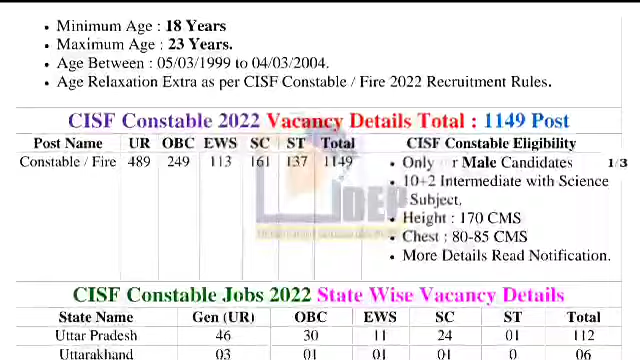 • Minimum Age : 18 Years
• Maximum Age : 23 Years.
• Age Between : 05/03/1999 to 04/03/2004.
• Age Relaxation Extra as per CISF Constable / Fire 2022 Recruitment Rules.
CISF Constable 2022 Vacancy Details Total : 1149 Post
Post Name UR OBC EWS SC ST Total CISF Constable Eligibility
Constable / Fire 489 249 113 161 137 1149 • Only r Male Candidates 1/3
• 10+2 Intermediate with Science
Subject.
• Height : 170 CMS
• Chest : 80-85 CMS
• More Details Read Notification.
CISF Constable Jobs 2022 State Wise Vacancy Details
State Name Gen (UR) OBC EWS SC ST Total
Uttar Pradesh 46 30 11 24 01 112
Uttarakhand 03 01 01 01 0 06